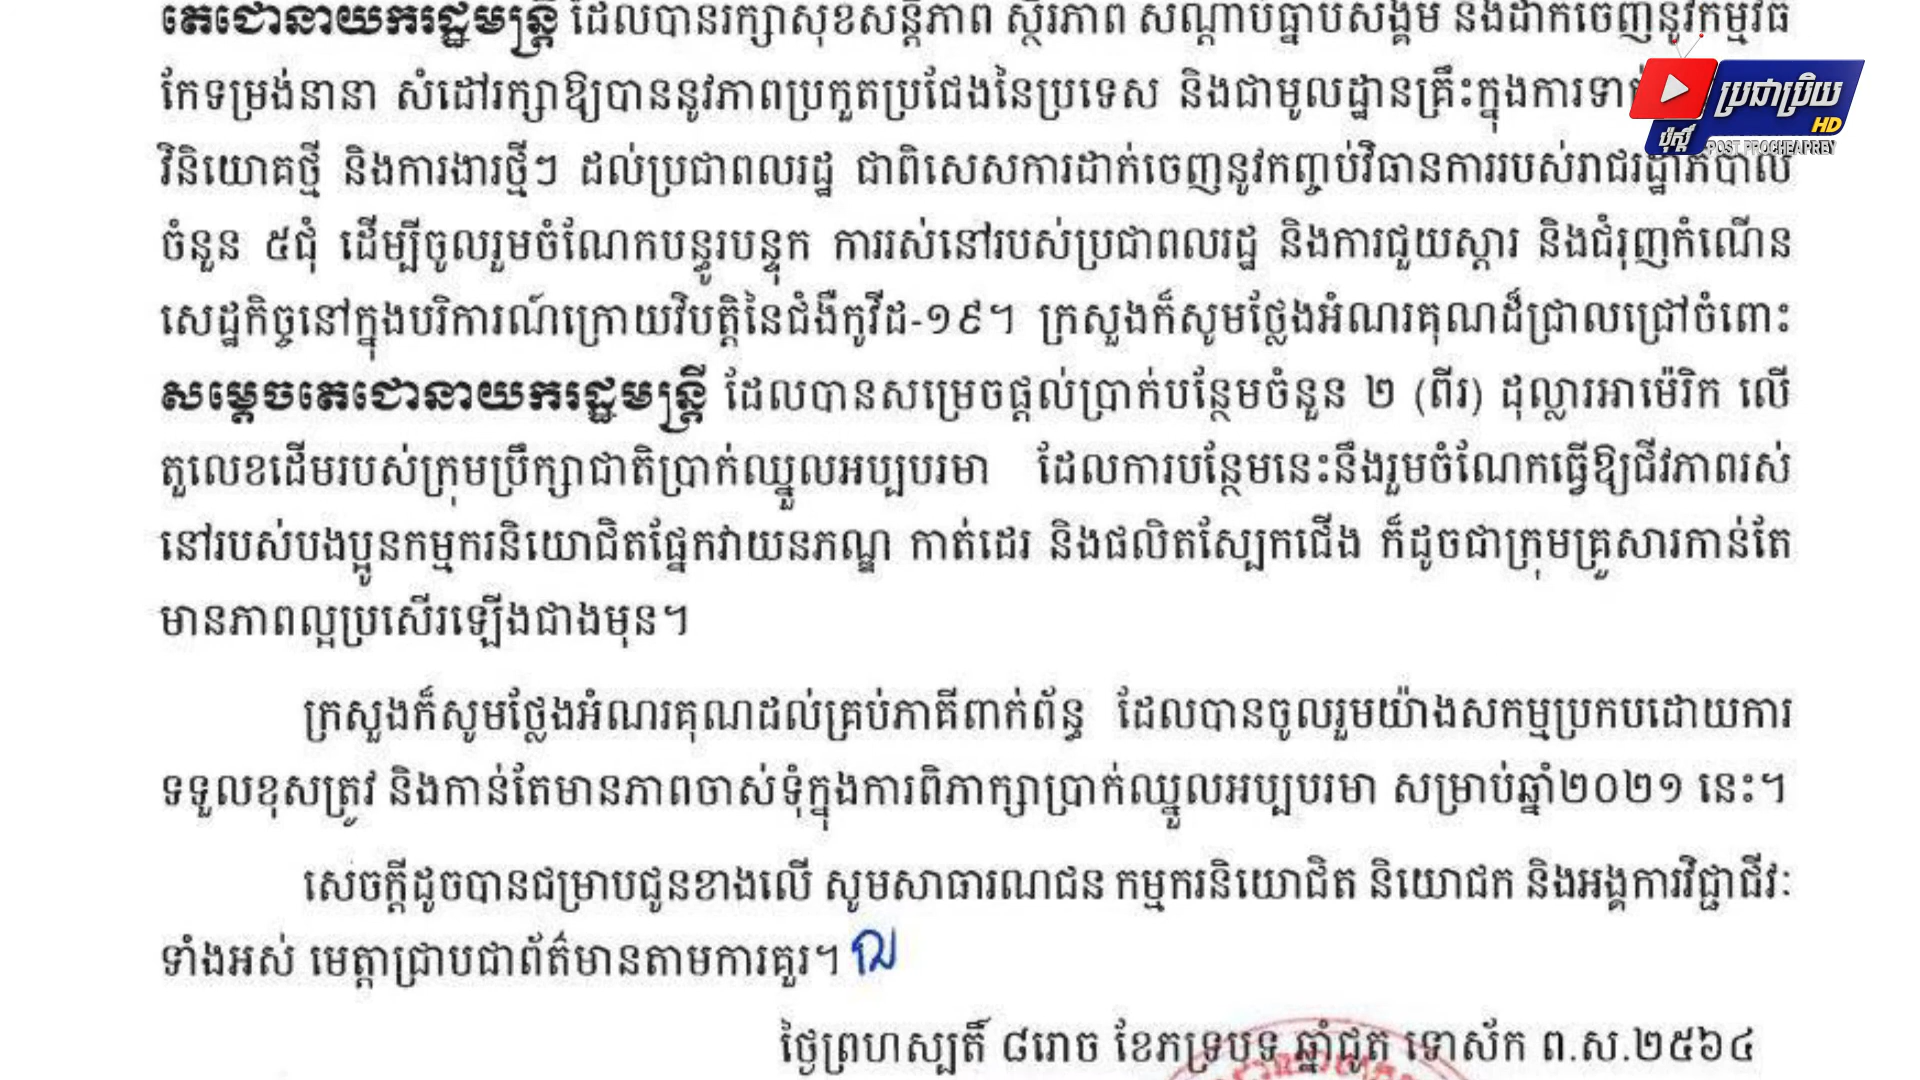 តេជោនាយករដ្ឋមន្ត្រី ដែលបានរក្សាសុខសន្តិភាព ស្ថិរភាព សណ្តាប់ធ្នាប់សង្គម និងដាក់ចេញនូវកម្មវិធី
កែទម្រង់នានា សំដៅរក្សាឱ្យបាននូវភាពប្រកួតប្រជែងនៃប្រទេស និងជាមូលដ្ឋានគ្រឹះក្នុងការទាក់
វិនិយោគថ្មី និងការងារថ្មីៗ ដល់ប្រជាពលរដ្ឋ ជាពិសេសការដាក់ចេញនូវកញ្ចប់វិធានការរបស់រាជរដ្ឋាភិបាល
ចំនួន ៥ជុំ ដើម្បីចូលរួមចំណែកបន្ធូរបន្ទុក ការរស់នៅរបស់ប្រជាពលរដ្ឋ និងការជួយស្តារ និងជំរុញកំណើន
សេដ្ឋកិច្ចនៅក្នុងបរិការណ៍ក្រោយវិបត្តិនៃជំងឺកូវីដ-១៩។ ក្រសួងក៏សូមថ្លែងអំណរគុណដ៏ជ្រាលជ្រៅចំពោះ
សម្តេចតេជោនាយករដ្ឋមន្ត្រី ដែលបានសម្រេចផ្តល់ប្រាក់បន្ថែមចំនួន ២ (ពីរ) ដុល្លារអាម៉េរិក លើ
តួលេខដើមរបស់ក្រុមប្រឹក្សាជាតិប្រាក់ឈ្នួលអប្បបរមា ដែលការបន្ថែមនេះនឹងរួមចំណែកធ្វើឱ្យជីវភាពរស់
នៅរបស់បងប្អូនកម្មករនិយោជិតផ្នែកវាយនភណ្ឌ កាត់ដេរ និងផលិតស្បែកជើង ក៏ដូចជាក្រុមគ្រួសារកាន់តែ
មានភាពល្អប្រសើរឡើងជាងមុន។
ក្រសួងក៏សូមថ្លែងអំណរគុណដល់គ្រប់ភាគីពាក់ព័ន្ធ ដែលបានចូលរួមយ៉ាងសកម្មប្រកបដោយការ
ទទួលខុសត្រូវ និងកាន់តែមានភាពចាស់ទុំក្នុងការពិភាក្សាប្រាក់ឈ្នួលអប្បបរមា សម្រាប់ឆ្នាំ២០២១ នេះ។
សេចក្តីដូចបានជម្រាបជូនខាងលើ សូមសាធារណជន កម្មករនិយោជិត និយោជក និងអង្គការវិជ្ជាជីវៈ
ទាំងអស់ មេត្តាជ្រាបជាព័ត៌មានតាមការគួរ។
ថ្ងៃព្រហស្បតិ៍ ៨រោច ខែភទ្របទ ឆ្នាំជូត ទោស័ក ព.ស.២៥៦៤
ប្រជាប្រិយ
HD
ប៉ុស្តិ៍
POST PROCHEAPREY